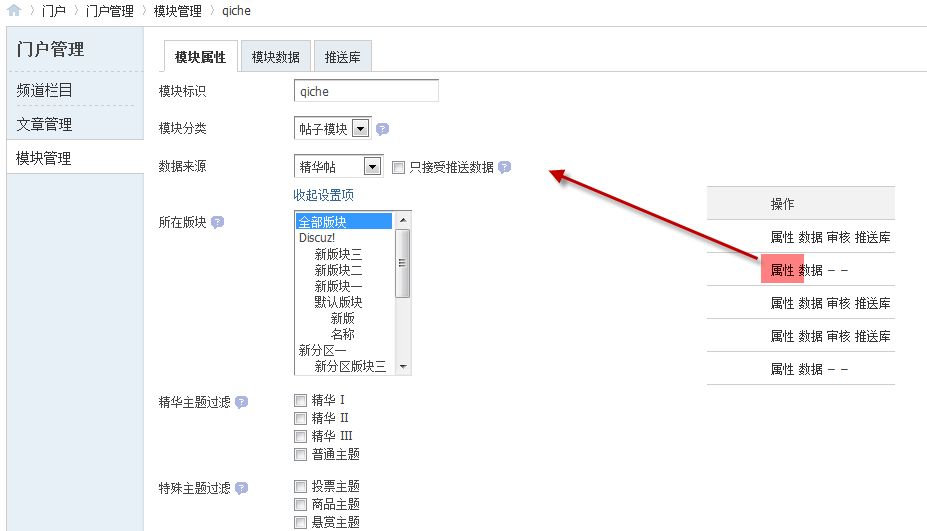 门户 门户管理 模块管理 qiche
门户管理
频道栏目
文章管理
模块管理
模块属性 模块数据 推送库
模块标识 qiche
模块分类 帖子模块 ?
数据来源 精华帖 只接受推送数据 ?
收起设置项
所在版块 ? 全部版块
Discuz!
新版块三
新版块二
新版块一
默认版块
新版
名称
新分区一
新分区版块三
操作
属性 数据 审核 推送库
属性 数据 - -
属性 数据 审核 推送库
属性 数据 审核 推送库
属性 数据 - -
精华主题过滤 ? 精华 I
精华 II
精华 III
普通主题
特殊主题过滤 ? 投票主题
商品主题
悬赏主题